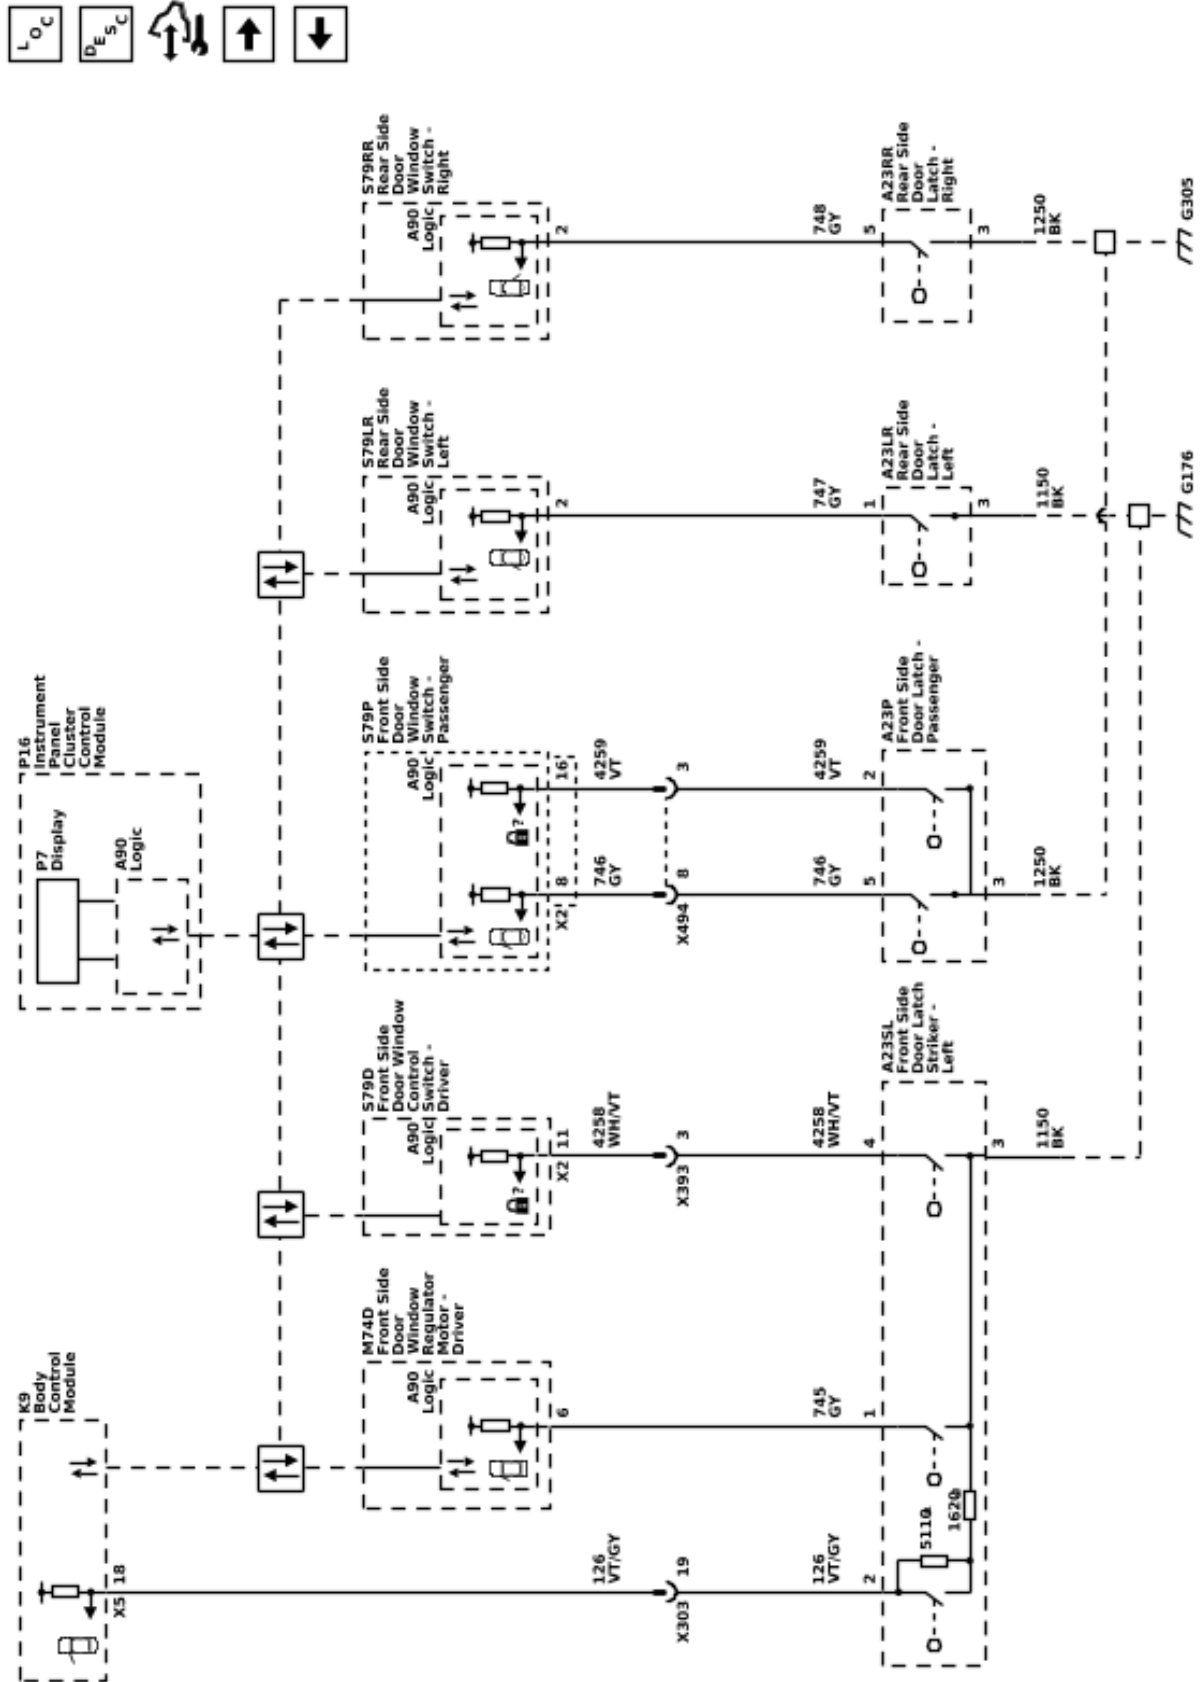 LOC
DESC
K9
Body
Control
Module
18
X5
P16
Instrument
Panel
Cluster
Control
Module
P7
Display
A90
Logic
M74D
Front Side
Door
Window
Regulator
Motor -
Driver
A90
Logic
6
S79D
Front Side
Door Window
Control
Switch -
Driver
A90
Logic
?
11
X2
S79P
Front Side
Door
Window
Switch -
Passenger
A90
Logic
?
8
16
X2
S79LR
Rear Side
Door
Window
Switch -
Left
A90
Logic
2
S79RR
Rear Side
Door
Window
Switch -
Right
A90
Logic
2
126
VT/GY
4258
WH/VT
746
GY
4259
VT
19
X303
3
X393
8
3
X494
126
VT/GY
745
GY
4258
WH/VT
746
GY
4259
VT
747
GY
748
GY
2
1
4
5
2
1
5
A23SL
Front Side
Door Latch
Striker -
Left
A23P
Front Side
Door Latch -
Passenger
A23LR
Rear Side
Door
Latch -
Left
A23RR
Rear Side
Door
Latch -
Right
511Ω
162Ω
3
3
3
3
1150
BK
1250
BK
1150
BK
1250
BK
G176
G305